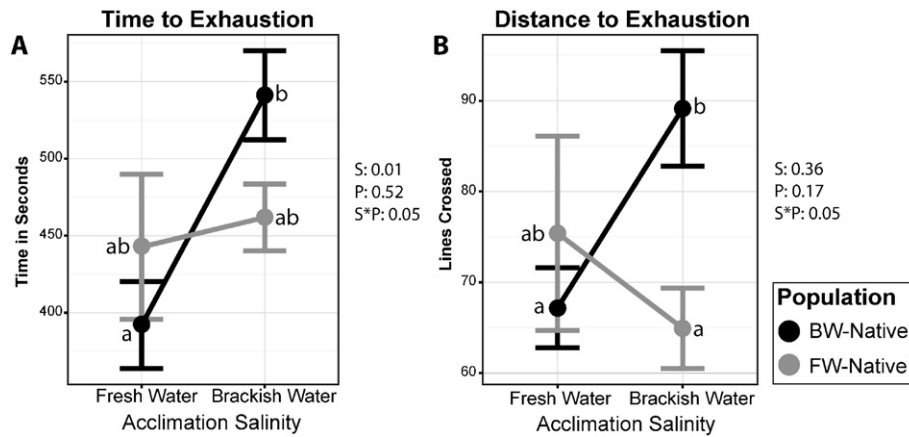 A
Time to Exhaustion
Time in Seconds
550
500
450
400
b
ab
ab
a
Fresh Water
Brackish Water
Acclimation Salinity
S: 0.01
P: 0.52
S*P: 0.05
B
Distance to Exhaustion
Lines Crossed
90
80
70
60
b
ab
a
a
Fresh Water
Brackish Water
Acclimation Salinity
S: 0.36
P: 0.17
S*P: 0.05
Population
BW-Native
FW-Native